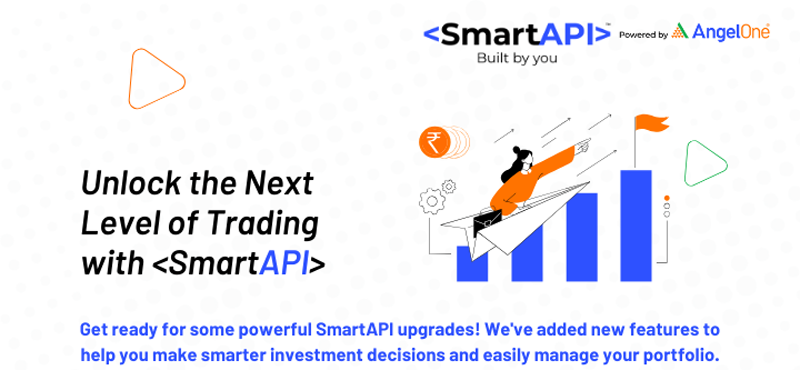 <SmartAPI>™ Powered by AngelOne
Built by you
₹
Unlock the Next
Level of Trading
with <SmartAPI>
Get ready for some powerful SmartAPI upgrades! We've added new features to
help you make smarter investment decisions and easily manage your portfolio.